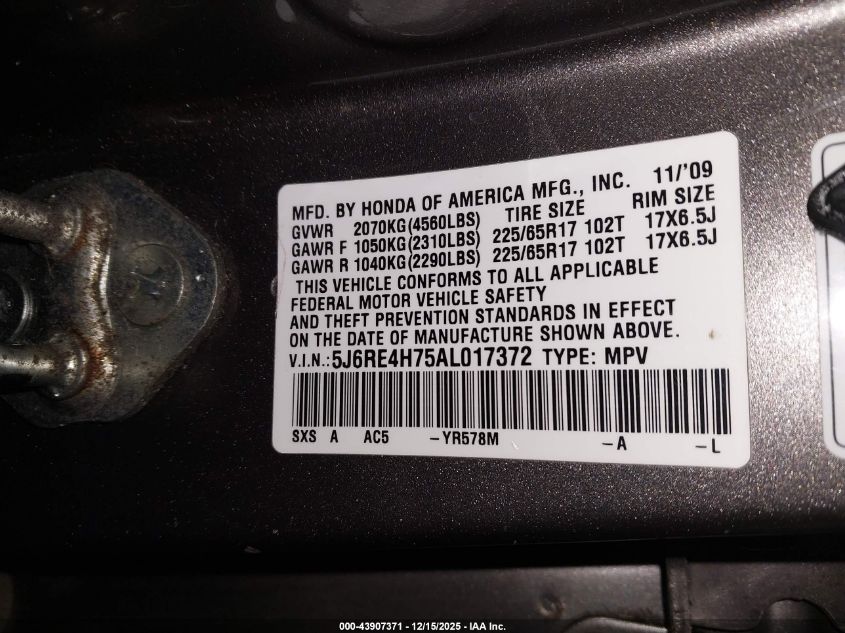 MFD. BY HONDA OF AMERICA MFG., INC. 11/'09
GVWR 2070KG(4560LBS) TIRE SIZE RIM SIZE
GAWR F 1050KG(2310LBS) 225/65R17 102T 17X6.5J
GAWR R 1040KG(2290LBS) 225/65R17 102T 17X6.5J
THIS VEHICLE CONFORMS TO ALL APPLICABLE
FEDERAL MOTOR VEHICLE SAFETY
AND THEFT PREVENTION STANDARDS IN EFFECT
ON THE DATE OF MANUFACTURE SHOWN ABOVE.
V.I.N.:5J6RE4H75AL017372 TYPE: MPV
SXS A AC5 -YR578M -A -L
000-43907371 - 12/15/2025 - IAA Inc.